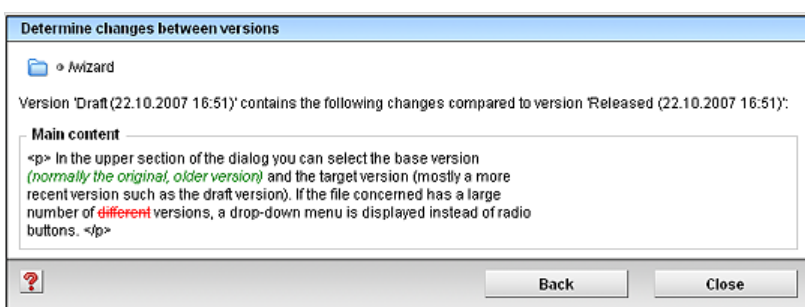 Determine changes between versions
/wizard
Version 'Draft (22.10.2007 16:51)' contains the following changes compared to version 'Released (22.10.2007 16:51)':
Main content
<p> In the upper section of the dialog you can select the base version
(normally the original, older version) and the target version (mostly a more
recent version such as the draft version). If the file concerned has a large
number of different versions, a drop-down menu is displayed instead of radio
buttons. </p>
?
Back
Close